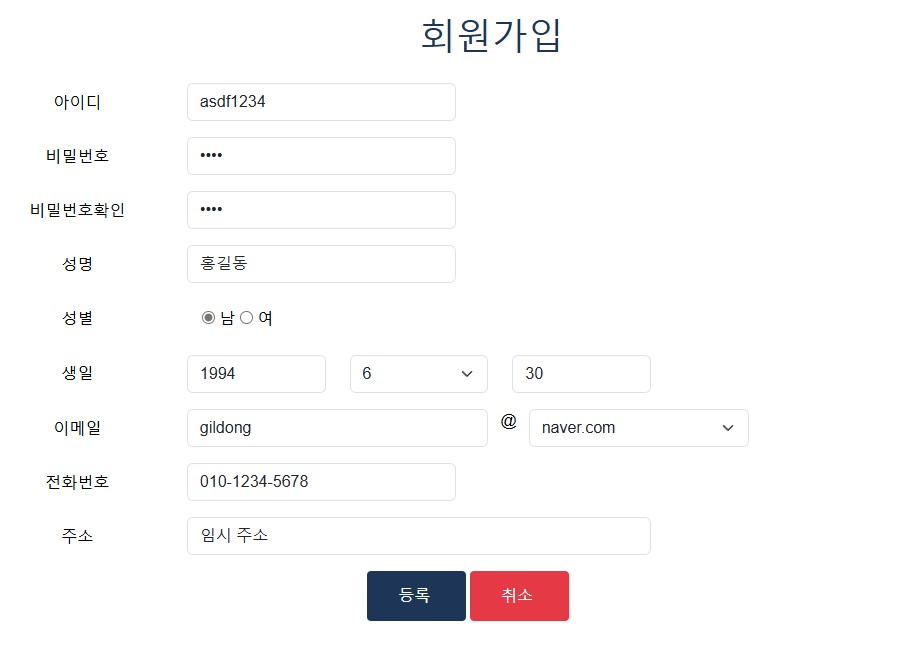 회원가입
아이디 asdf1234
비밀번호 ••••
비밀번호확인 ••••
성명 홍길동
성별 남 여
생일 1994 6 30
이메일 gildong @ naver.com
전화번호 010-1234-5678
주소 임시 주소
등록 취소